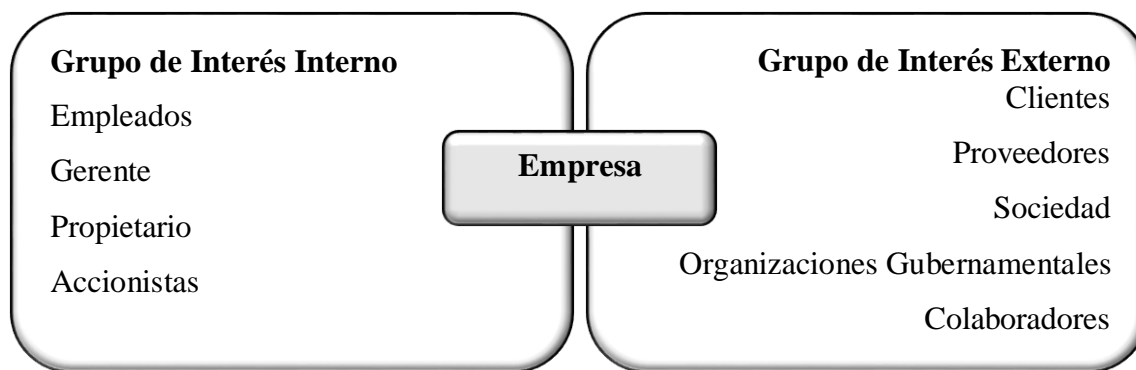 Grupo de Interés Interno
Empleados
Gerente
Propietario
Accionistas
Empresa
Grupo de Interés Externo
Clientes
Proveedores
Sociedad
Organizaciones Gubernamentales
Colaboradores